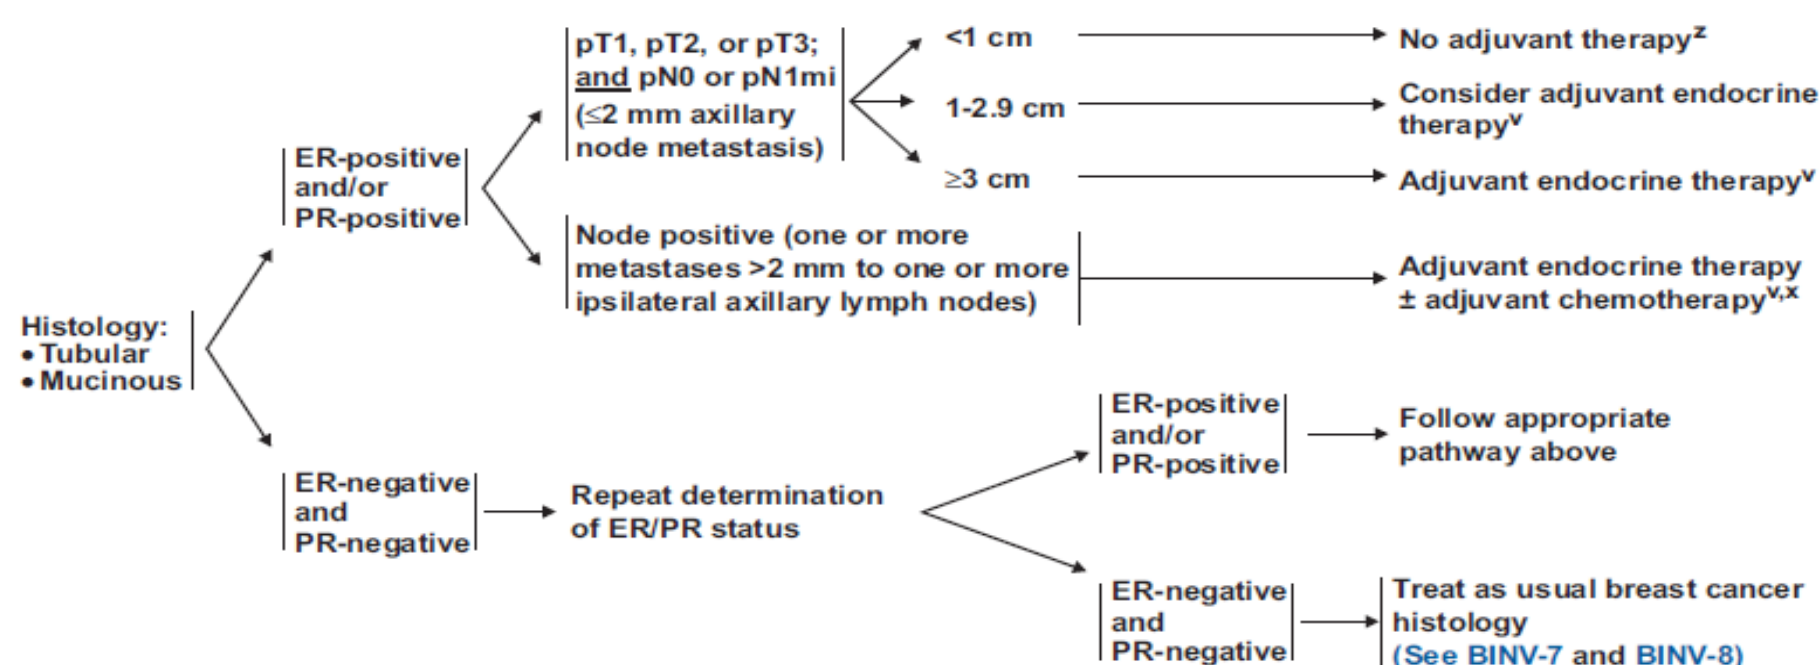 Histology:
• Tubular
• Mucinous
ER-positive
and/or
PR-positive
pT1, pT2, or pT3;
and pN0 or pN1mi
(≤2 mm axillary
node metastasis)
<1 cm
No adjuvant therapyᶻ
1-2.9 cm
Consider adjuvant endocrine
therapyᵛ
≥3 cm
Adjuvant endocrine therapyᵛ
Node positive (one or more
metastases >2 mm to one or more
ipsilateral axillary lymph nodes)
Adjuvant endocrine therapy
± adjuvant chemotherapyᵛ,ˣ
ER-negative
and
PR-negative
Repeat determination
of ER/PR status
ER-positive
and/or
PR-positive
Follow appropriate
pathway above
ER-negative
and
PR-negative
Treat as usual breast cancer
histology
(See BINV-7 and BINV-8)